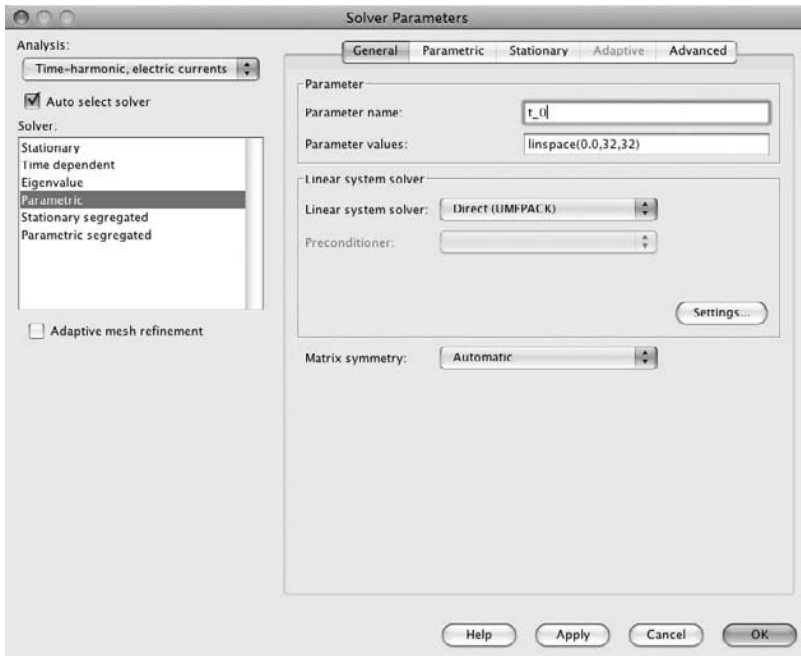 Solver Parameters
Analysis:
Time-harmonic, electric currents
Auto select solver
Solver:
Stationary
Time dependent
Eigenvalue
Parametric
Stationary segregated
Parametric segregated
Adaptive mesh refinement
General Parametric Stationary Adaptive Advanced
Parameter
Parameter name: t_0
Parameter values: linspace(0.0,32,32)
Linear system solver
Linear system solver: Direct (UMFPACK)
Preconditioner:
Settings...
Matrix symmetry: Automatic
Help Apply Cancel OK